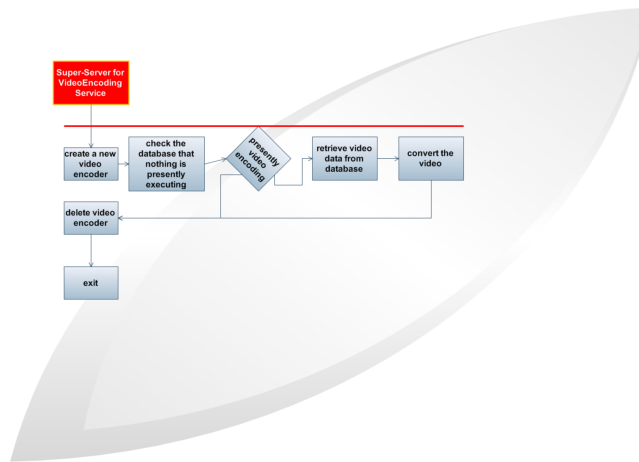 Super-Server for
VideoEncoding
Service
create a new
video
encoder
check the
database that
nothing is
presently
executing
presently
video
encoding
retrieve video
data from
database
convert the
video
delete video
encoder
exit